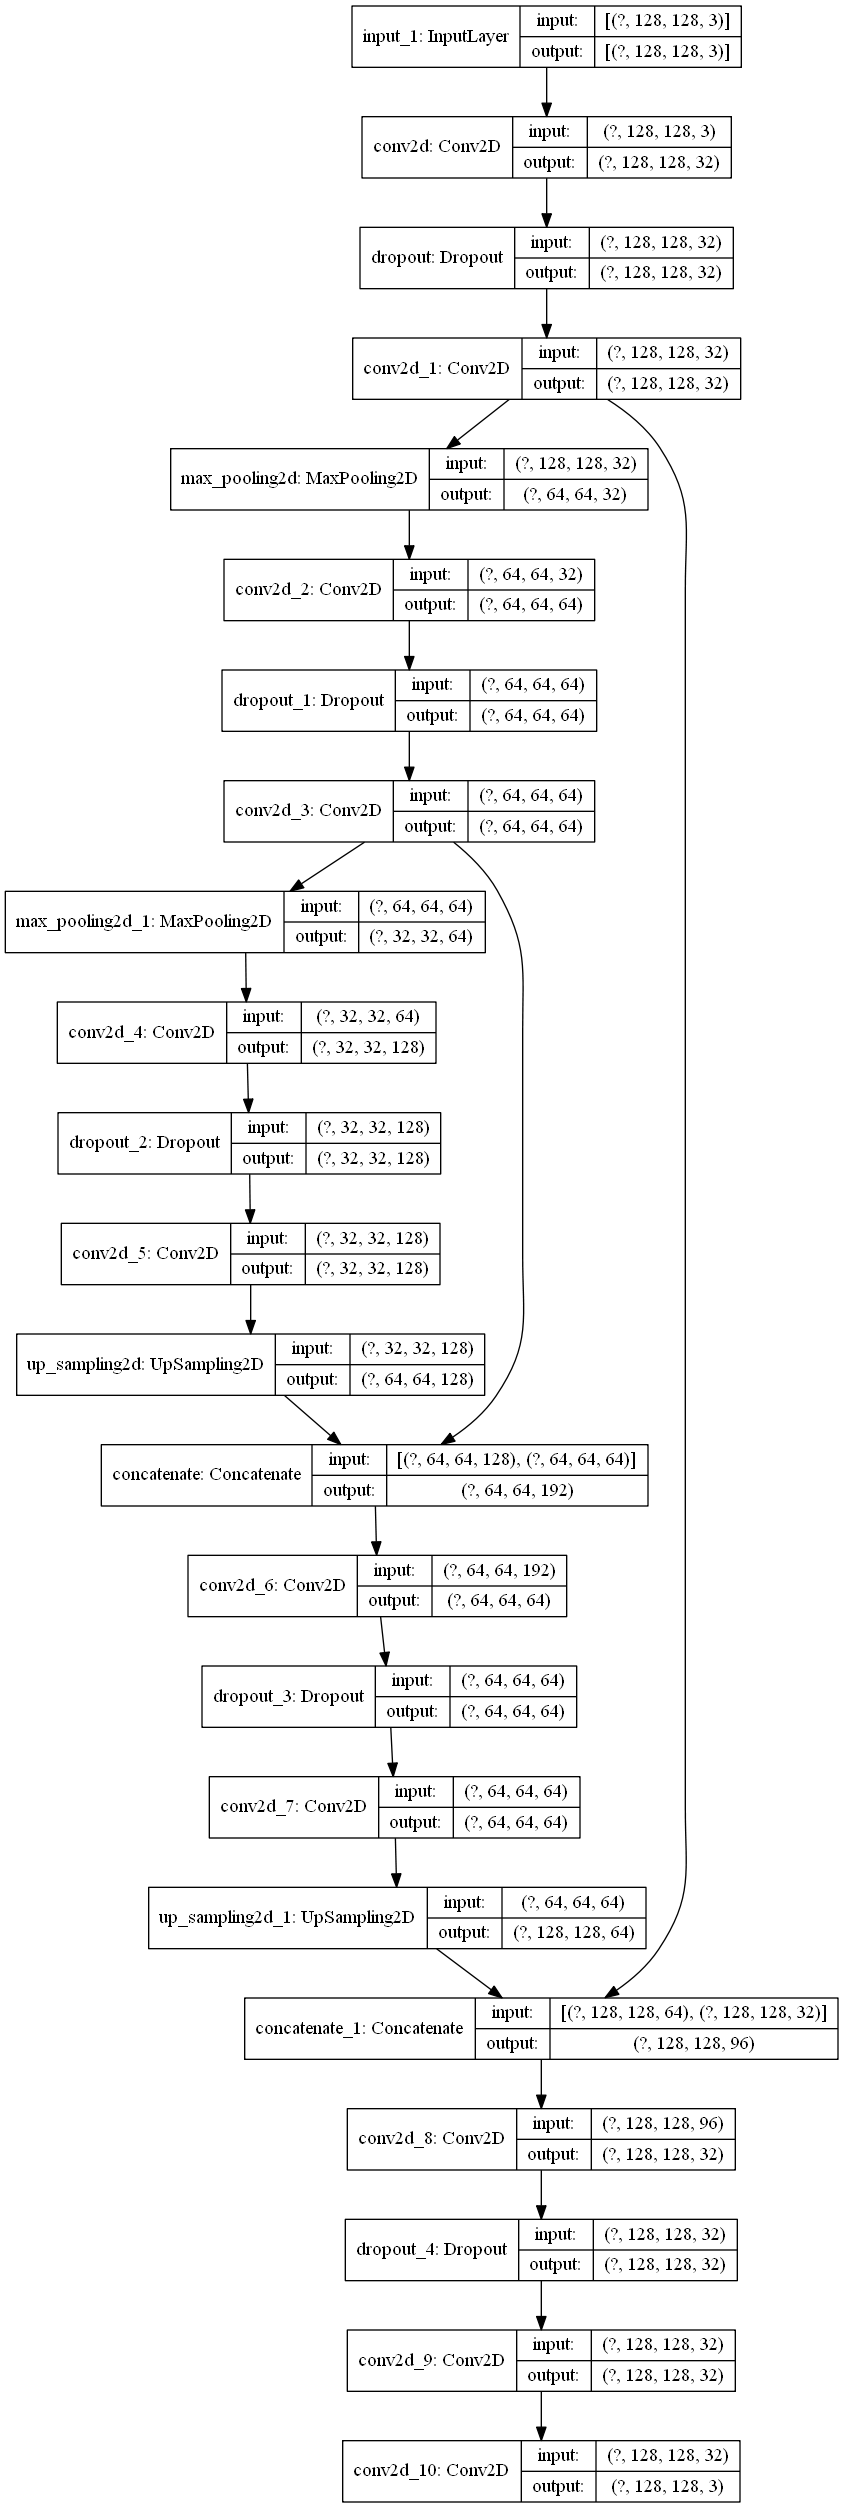 input_1: InputLayer
input: [(?, 128, 128, 3)]
output: [(?, 128, 128, 3)]
conv2d: Conv2D
input: (?, 128, 128, 3)
output: (?, 128, 128, 32)
dropout: Dropout
input: (?, 128, 128, 32)
output: (?, 128, 128, 32)
conv2d_1: Conv2D
input: (?, 128, 128, 32)
output: (?, 128, 128, 32)
max_pooling2d: MaxPooling2D
input: (?, 128, 128, 32)
output: (?, 64, 64, 32)
conv2d_2: Conv2D
input: (?, 64, 64, 32)
output: (?, 64, 64, 64)
dropout_1: Dropout
input: (?, 64, 64, 64)
output: (?, 64, 64, 64)
conv2d_3: Conv2D
input: (?, 64, 64, 64)
output: (?, 64, 64, 64)
max_pooling2d_1: MaxPooling2D
input: (?, 64, 64, 64)
output: (?, 32, 32, 64)
conv2d_4: Conv2D
input: (?, 32, 32, 64)
output: (?, 32, 32, 128)
dropout_2: Dropout
input: (?, 32, 32, 128)
output: (?, 32, 32, 128)
conv2d_5: Conv2D
input: (?, 32, 32, 128)
output: (?, 32, 32, 128)
up_sampling2d: UpSampling2D
input: (?, 32, 32, 128)
output: (?, 64, 64, 128)
concatenate: Concatenate
input: [(?, 64, 64, 128), (?, 64, 64, 64)]
output: (?, 64, 64, 192)
conv2d_6: Conv2D
input: (?, 64, 64, 192)
output: (?, 64, 64, 64)
dropout_3: Dropout
input: (?, 64, 64, 64)
output: (?, 64, 64, 64)
conv2d_7: Conv2D
input: (?, 64, 64, 64)
output: (?, 64, 64, 64)
up_sampling2d_1: UpSampling2D
input: (?, 64, 64, 64)
output: (?, 128, 128, 64)
concatenate_1: Concatenate
input: [(?, 128, 128, 64), (?, 128, 128, 32)]
output: (?, 128, 128, 96)
conv2d_8: Conv2D
input: (?, 128, 128, 96)
output: (?, 128, 128, 32)
dropout_4: Dropout
input: (?, 128, 128, 32)
output: (?, 128, 128, 32)
conv2d_9: Conv2D
input: (?, 128, 128, 32)
output: (?, 128, 128, 32)
conv2d_10: Conv2D
input: (?, 128, 128, 32)
output: (?, 128, 128, 3)